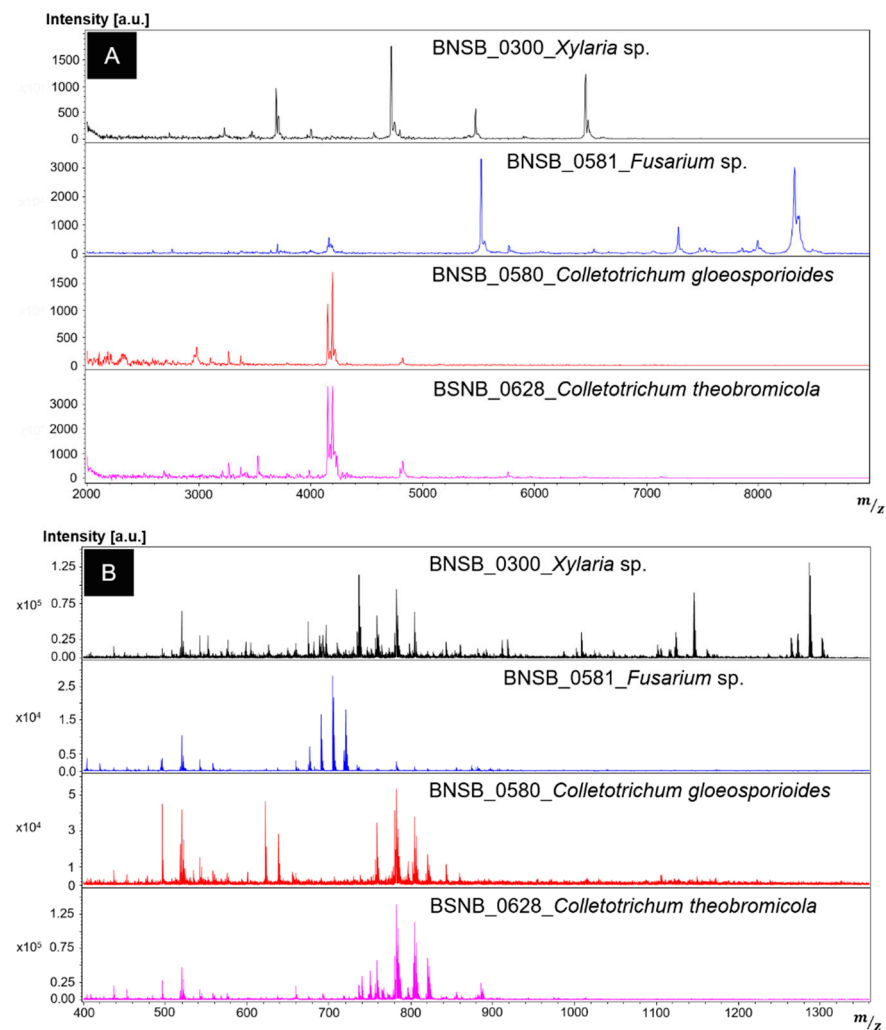 Intensity [a.u.]
A
BNSB_0300_Xylaria sp.
1500
1000
500
0
BNSB_0581_Fusarium sp.
3000
2000
1000
0
BNSB_0580_Colletotrichum gloeosporioides
1500
1000
500
0
BSNB_0628_Colletotrichum theobromicola
3000
2000
1000
0
2000 3000 4000 5000 6000 7000 8000
m/z
Intensity [a.u.]
B
BNSB_0300_Xylaria sp.
1.25
x10⁵
0.75
0.25
0.00
BNSB_0581_Fusarium sp.
2.5
x10⁴
1.5
0.5
0.0
BNSB_0580_Colletotrichum gloeosporioides
5
x10⁴
3
1
0
BSNB_0628_Colletotrichum theobromicola
1.25
x10⁵
0.75
0.25
0.00
400 500 600 700 800 900 1000 1100 1200 1300
m/z